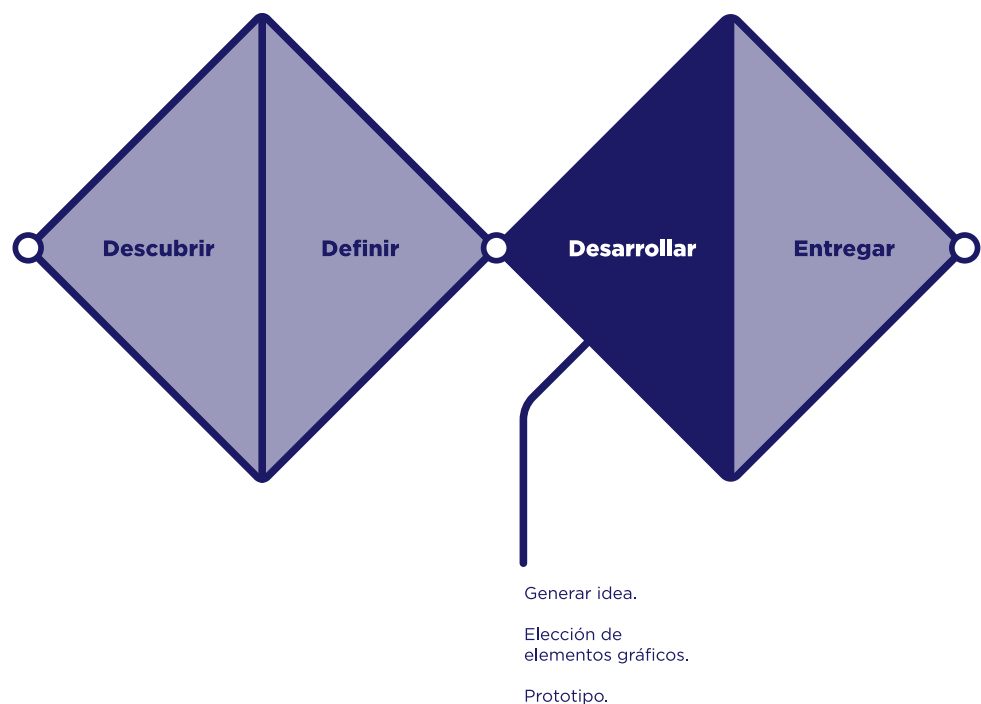 Descubrir
Definir
Desarrollar
Entregar
Generar idea.
Elección de
elementos gráficos.
Prototipo.